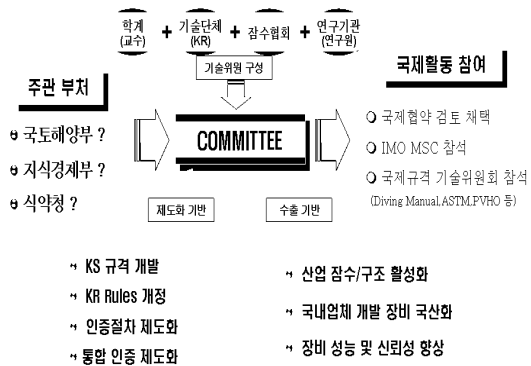 학계
(교수)
+
기술단체
(KR)
+
잠수협회
+
연구기관
(연구원)
기술위원 구성
주관 부처
국토해양부 ?
지식경제부 ?
식약청 ?
COMMITTEE
국제활동 참여
국제협약 검토 채택
IMO MSC 참석
국제규격 기술위원회 참석
(Diving Manual,ASTM,PVHO 등)
제도화 기반
수출 기반
KS 규격 개발
KR Rules 개정
인증절차 제도화
통합 인증 제도화
산업 잠수/구조 활성화
국내업체 개발 장비 국산화
장비 성능 및 신뢰성 향상